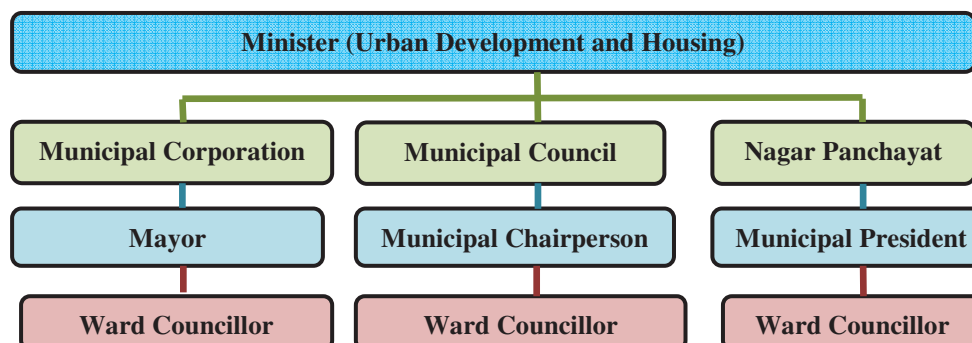 Minister (Urban Development and Housing)
Municipal Corporation
Municipal Council
Nagar Panchayat
Mayor
Municipal Chairperson
Municipal President
Ward Councillor
Ward Councillor
Ward Councillor